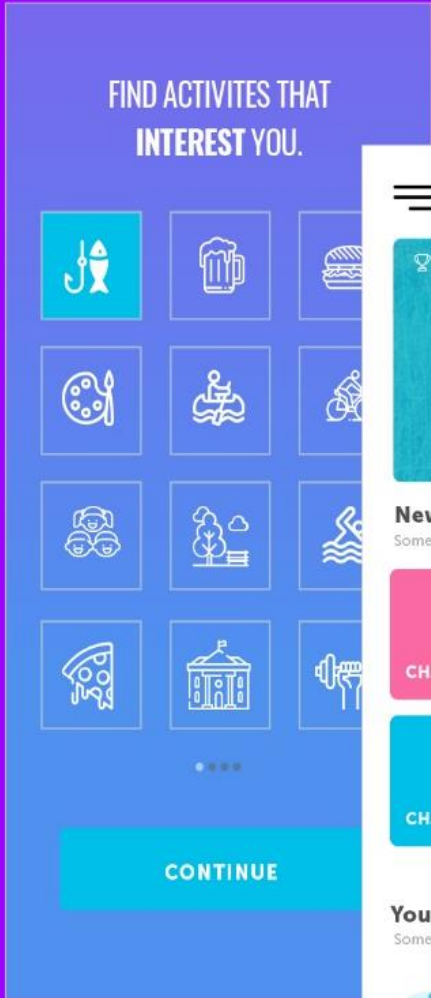 FIND ACTIVITES THAT
INTEREST YOU.
CONTINUE
New
Some
CH
CH
You
Some